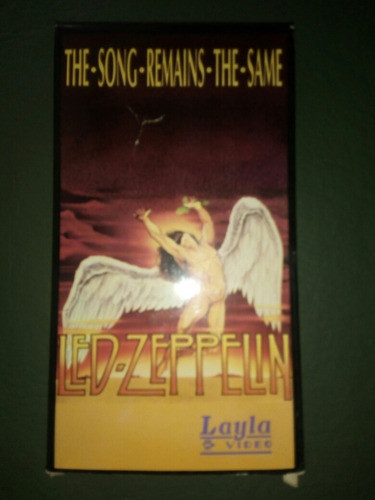 THE-SONG-REMAINS-THE-SAME
LED-ZEPPELIN
Layla
VIDEO